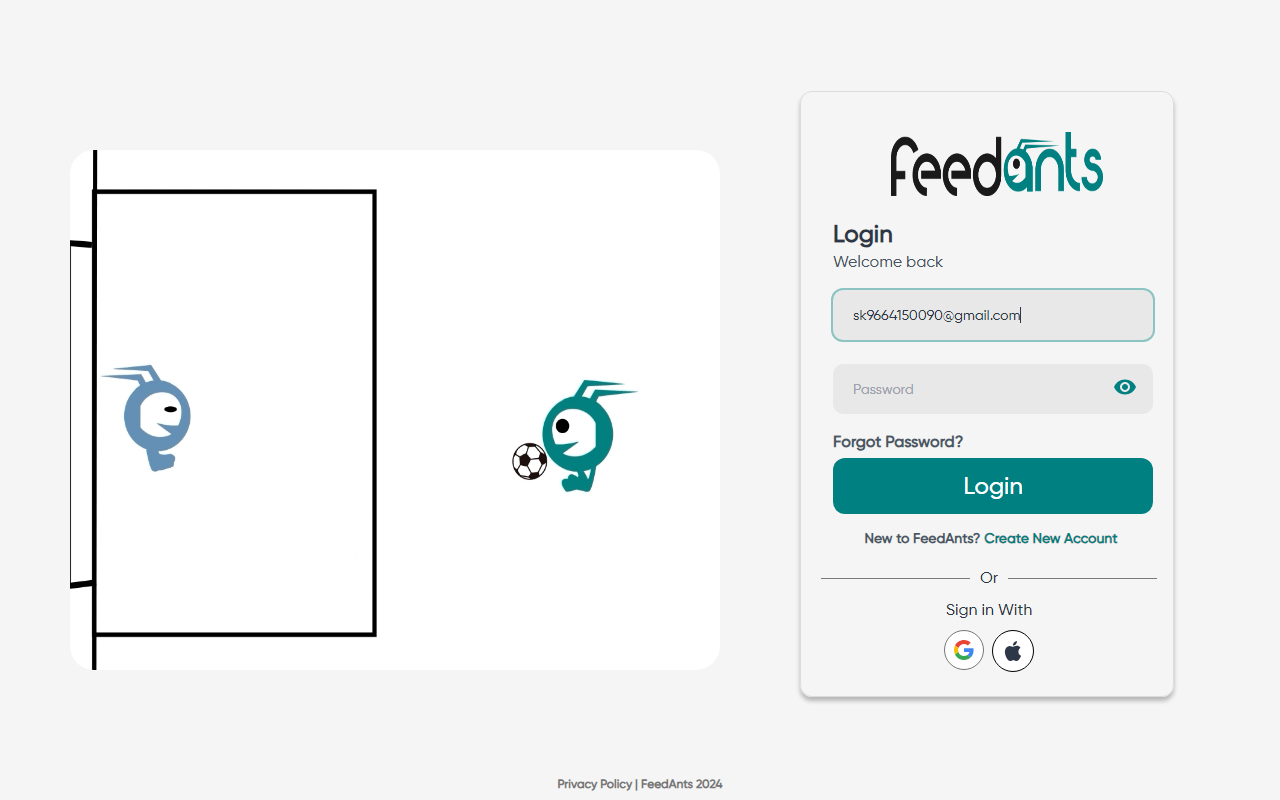 feedants
Login
Welcome back
sk9664150090@gmail.com
Password
Forgot Password?
Login
New to FeedAnts? Create New Account
Or
Sign in With
Privacy Policy | FeedAnts 2024